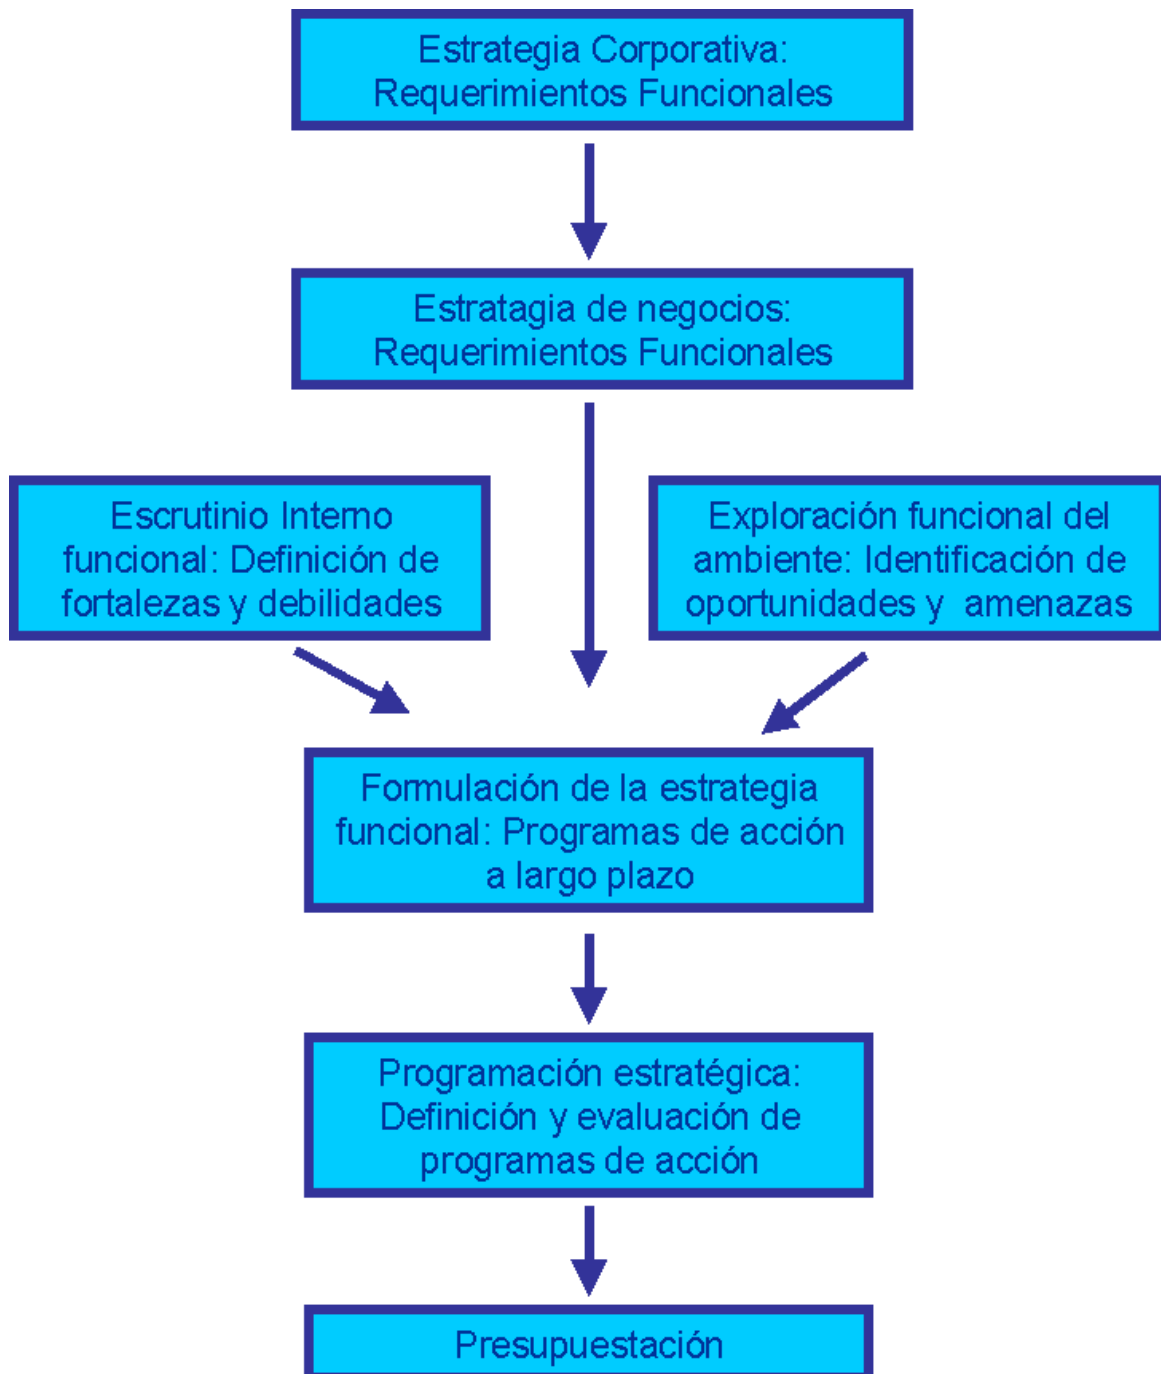 Estrategia Corporativa:
Requerimientos Funcionales
Estratagia de negocios:
Requerimientos Funcionales
Escrutinio Interno
funcional: Definición de
fortalezas y debilidades
Exploración funcional del
ambiente: Identificación de
oportunidades y amenazas
Formulación de la estrategia
funcional: Programas de acción
a largo plazo
Programación estratégica:
Definición y evaluación de
programas de acción
Presupuestación